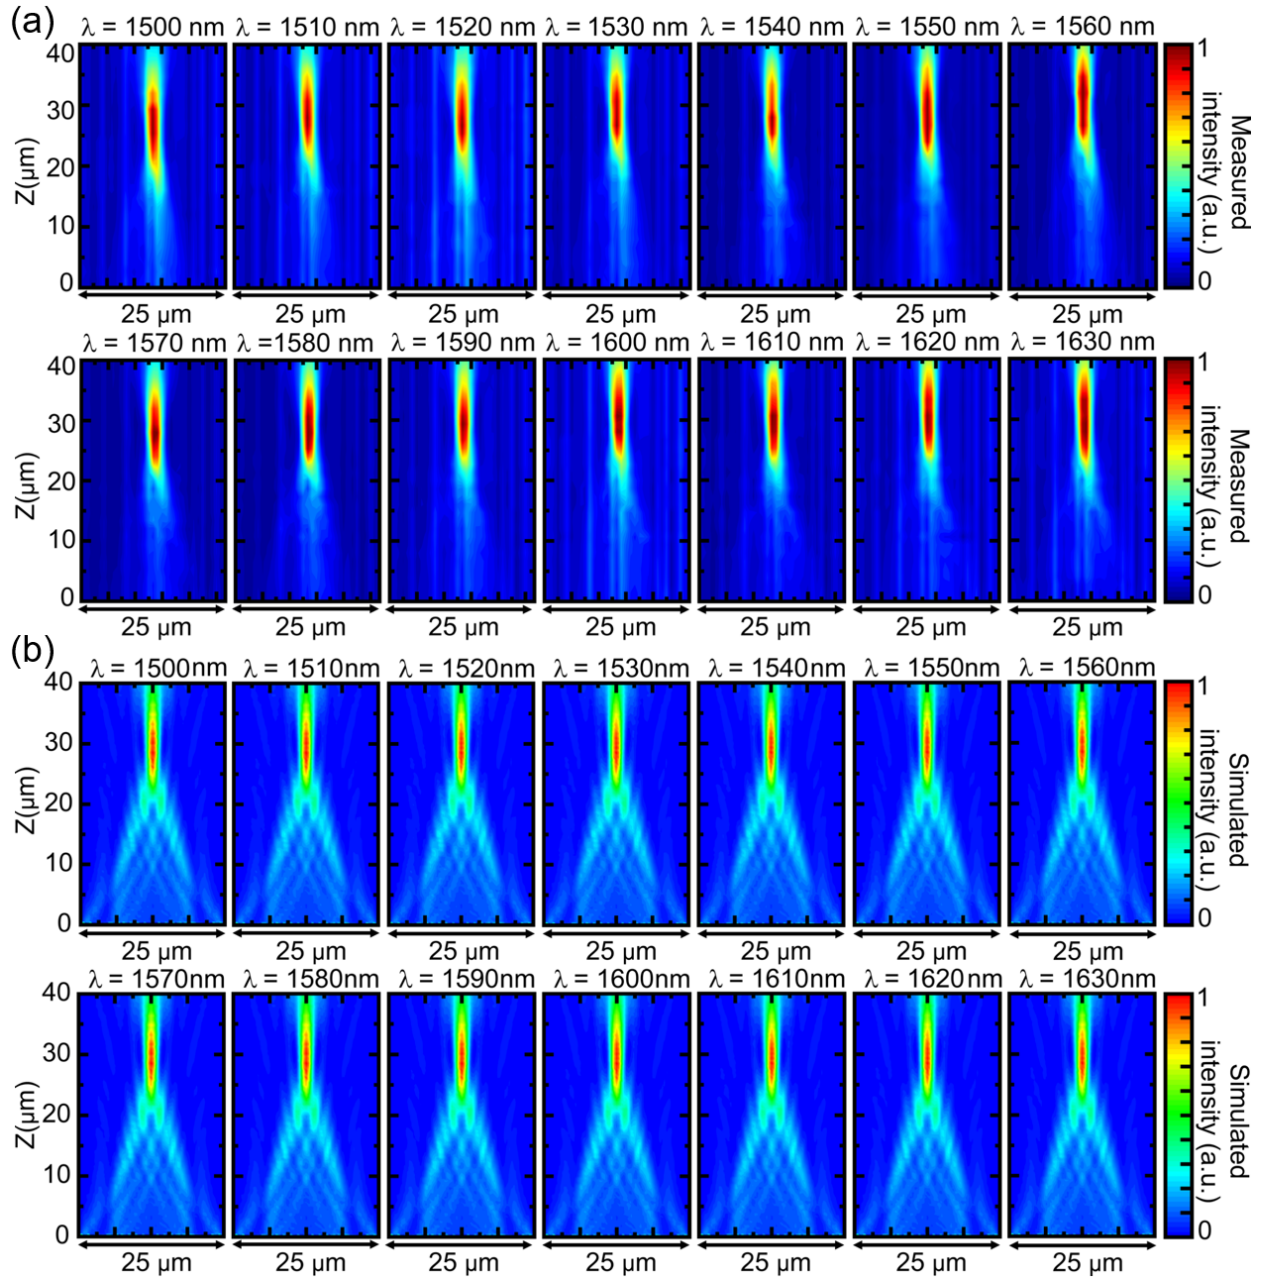 (a)
λ = 1500 nm λ = 1510 nm λ = 1520 nm λ = 1530 nm λ = 1540 nm λ = 1550 nm λ = 1560 nm
40
30
20
10
0
Z(µm)
1
0
Measured
intensity (a.u.)
25 µm 25 µm 25 µm 25 µm 25 µm 25 µm 25 µm
λ = 1570 nm λ =1580 nm λ = 1590 nm λ = 1600 nm λ = 1610 nm λ = 1620 nm λ = 1630 nm
40
30
20
10
0
Z(µm)
1
0
Measured
intensity (a.u.)
25 µm 25 µm 25 µm 25 µm 25 µm 25 µm 25 µm
(b)
λ = 1500nm λ = 1510nm λ = 1520nm λ = 1530nm λ = 1540nm λ = 1550nm λ = 1560nm
40
30
20
10
0
Z(µm)
1
0
Simulated
intensity (a.u.)
25 µm 25 µm 25 µm 25 µm 25 µm 25 µm 25 µm
λ = 1570nm λ = 1580nm λ = 1590nm λ = 1600nm λ = 1610nm λ = 1620nm λ = 1630nm
40
30
20
10
0
Z(µm)
1
0
Simulated
intensity (a.u.)
25 µm 25 µm 25 µm 25 µm 25 µm 25 µm 25 µm